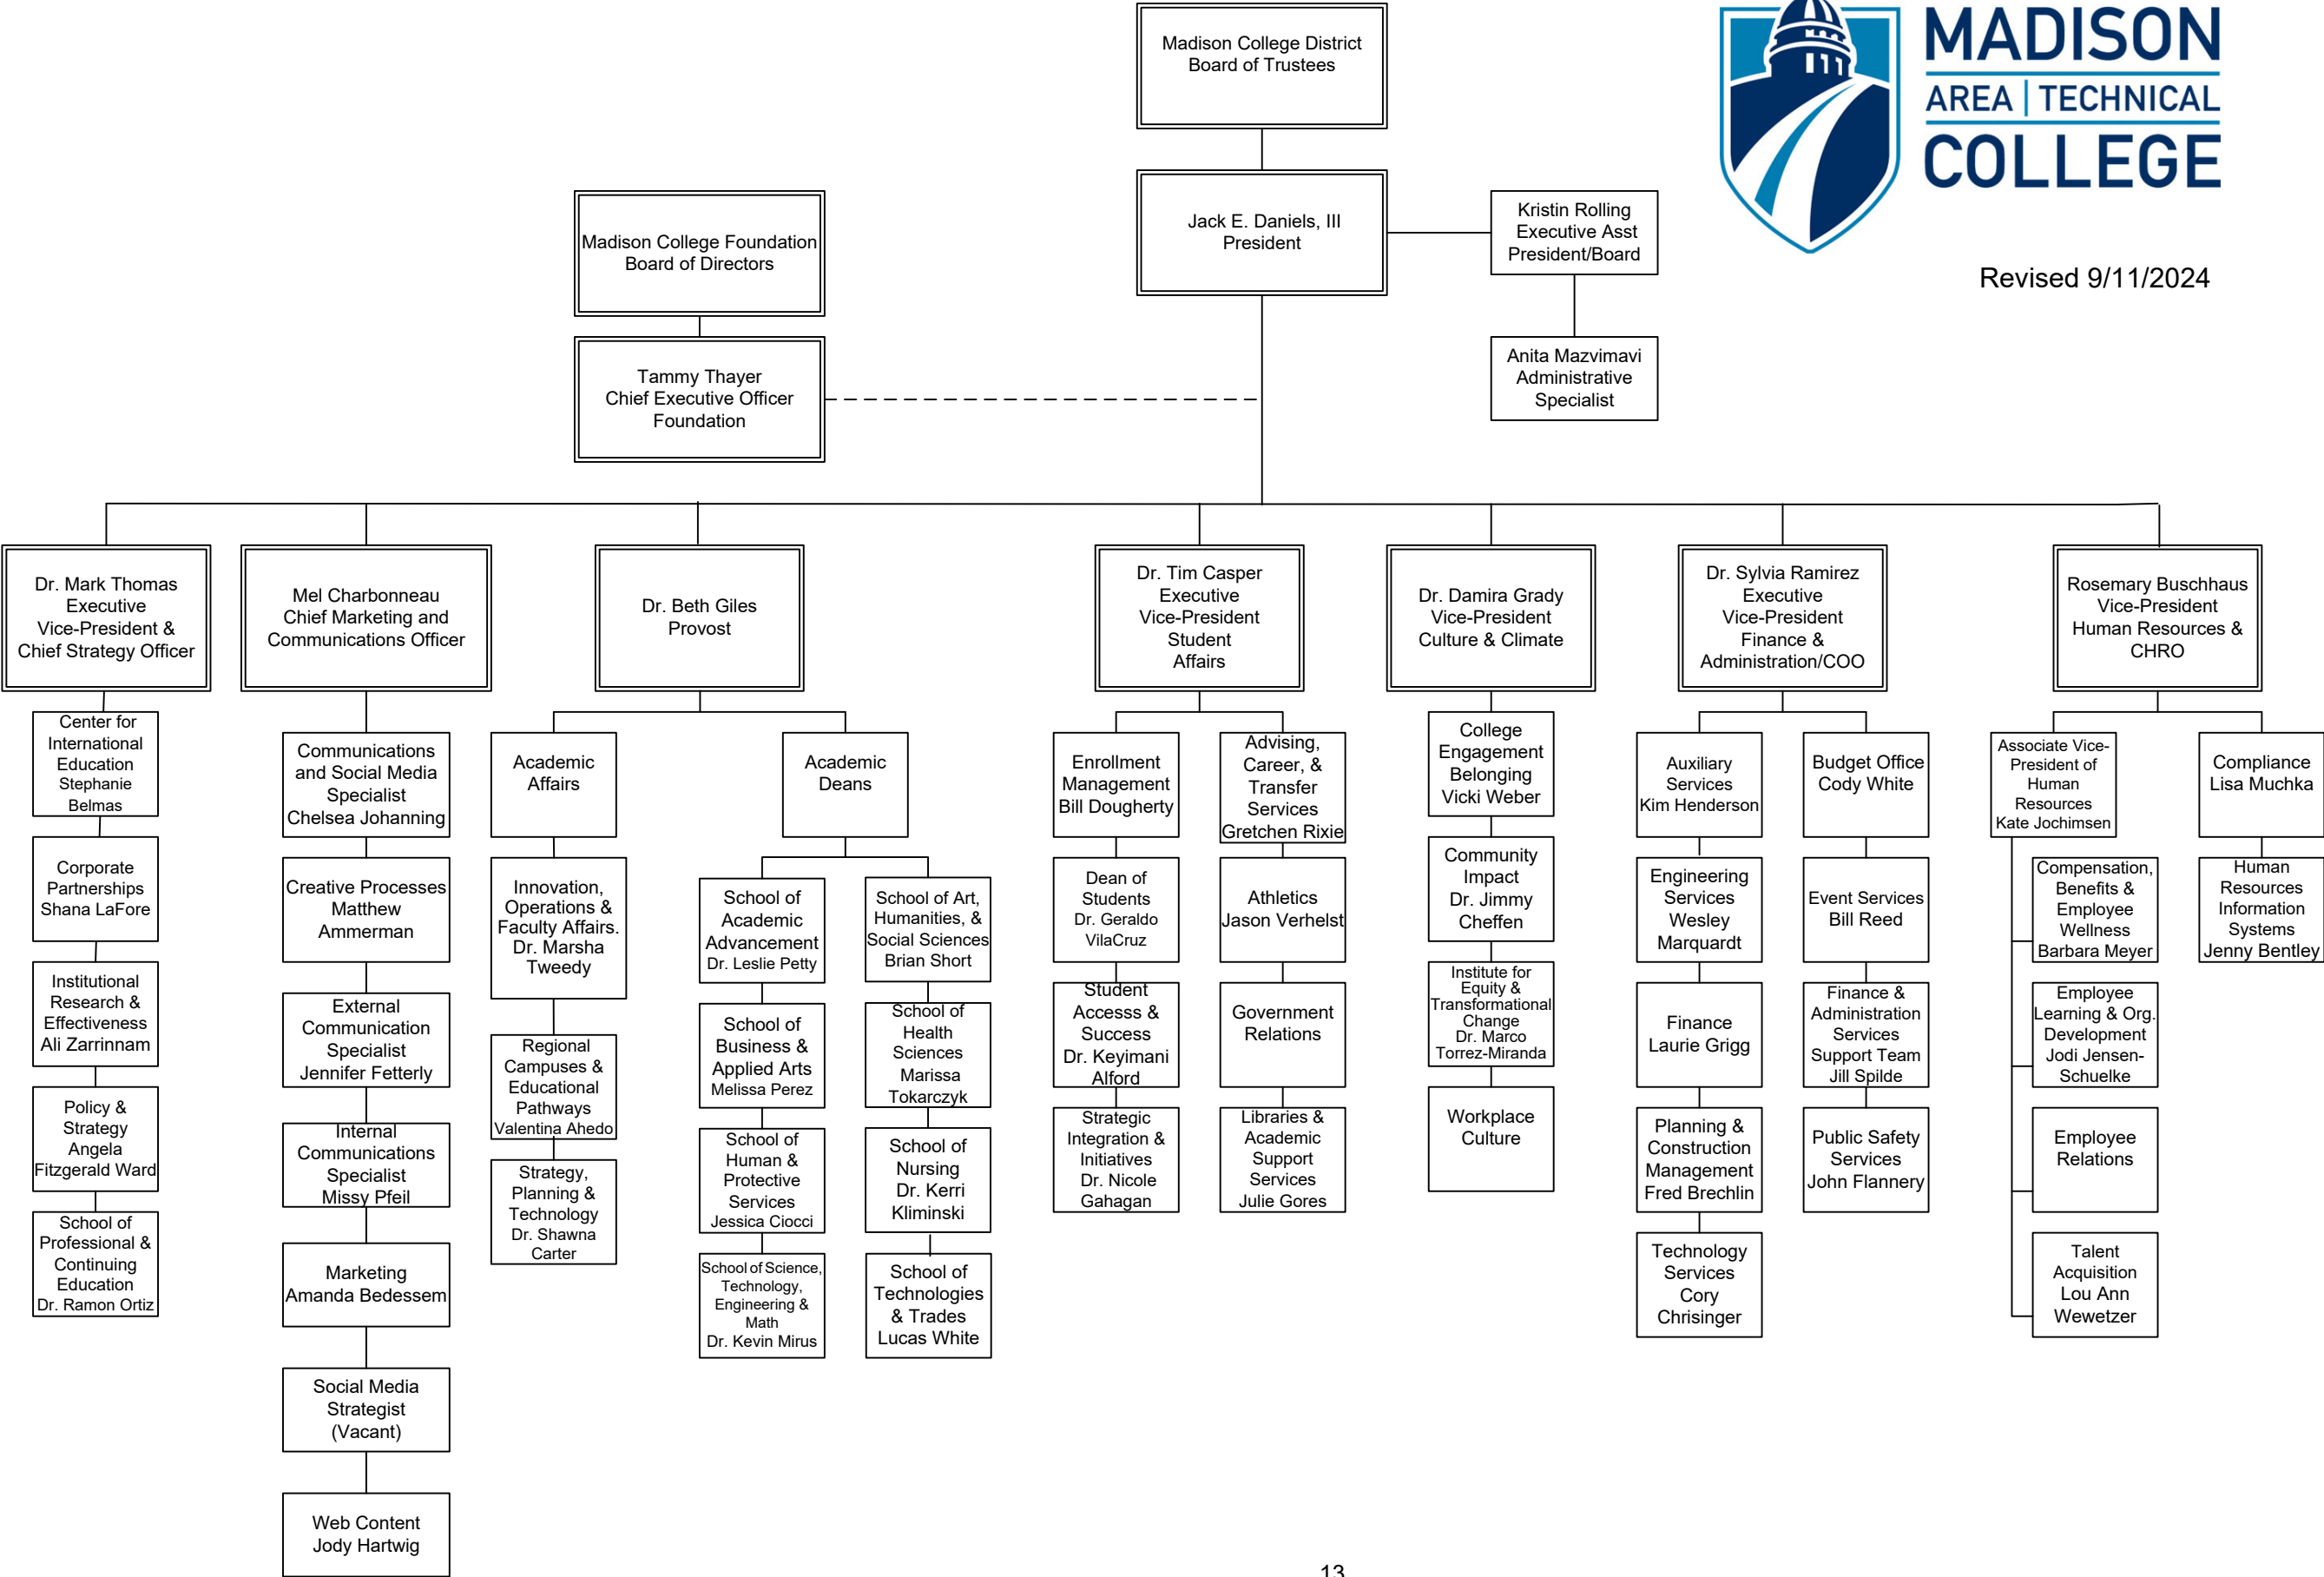 Madison College District
Board of Trustees
MADISON
AREA | TECHNICAL
COLLEGE
Revised 9/11/2024
Jack E. Daniels, III
President
Kristin Rolling
Executive Asst
President/Board
Anita Mazvimavi
Administrative
Specialist
Madison College Foundation
Board of Directors
Tammy Thayer
Chief Executive Officer
Foundation
Dr. Mark Thomas
Executive
Vice-President &
Chief Strategy Officer
Center for
International
Education
Stephanie
Belmas
Corporate
Partnerships
Shana LaFore
Institutional
Research &
Effectiveness
Ali Zarrinnam
Policy &
Strategy
Angela
Fitzgerald Ward
School of
Professional &
Continuing
Education
Dr. Ramon Ortiz
Mel Charbonneau
Chief Marketing and
Communications Officer
Communications
and Social Media
Specialist
Chelsea Johanning
Creative Processes
Matthew
Ammerman
External
Communication
Specialist
Jennifer Fetterly
Internal
Communications
Specialist
Missy Pfeil
Marketing
Amanda Bedessem
Social Media
Strategist
(Vacant)
Web Content
Jody Hartwig
Dr. Beth Giles
Provost
Academic
Affairs
Innovation,
Operations &
Faculty Affairs.
Dr. Marsha
Tweedy
Regional
Campuses &
Educational
Pathways
Valentina Ahedo
Strategy,
Planning &
Technology
Dr. Shawna
Carter
Academic
Deans
School of
Academic
Advancement
Dr. Leslie Petty
School of
Business &
Applied Arts
Melissa Perez
School of
Human &
Protective
Services
Jessica Ciocci
School of Science,
Technology,
Engineering &
Math
Dr. Kevin Mirus
School of Art,
Humanities, &
Social Sciences
Brian Short
School of
Health
Sciences
Marissa
Tokarczyk
School of
Nursing
Dr. Kerri
Kliminski
School of
Technologies
& Trades
Lucas White
Dr. Tim Casper
Executive
Vice-President
Student
Affairs
Enrollment
Management
Bill Dougherty
Dean of
Students
Dr. Geraldo
VilaCruz
Student
Accesss &
Success
Dr. Keyimani
Alford
Strategic
Integration &
Initiatives
Dr. Nicole
Gahagan
Advising,
Career, &
Transfer
Services
Gretchen Rixie
Athletics
Jason Verhelst
Government
Relations
Libraries &
Academic
Support
Services
Julie Gores
Dr. Damira Grady
Vice-President
Culture & Climate
College
Engagement
Belonging
Vicki Weber
Community
Impact
Dr. Jimmy
Cheffen
Institute for
Equity &
Transformational
Change
Dr. Marco
Torrez-Miranda
Workplace
Culture
Dr. Sylvia Ramirez
Executive
Vice-President
Finance &
Administration/COO
Auxiliary
Services
Kim Henderson
Engineering
Services
Wesley
Marquardt
Finance
Laurie Grigg
Planning &
Construction
Management
Fred Brechlin
Technology
Services
Cory
Chrisinger
Budget Office
Cody White
Event Services
Bill Reed
Finance &
Administration
Services
Support Team
Jill Spilde
Public Safety
Services
John Flannery
Rosemary Buschhaus
Vice-President
Human Resources &
CHRO
Associate Vice-
President of
Human
Resources
Kate Jochimsen
Compensation,
Benefits &
Employee
Wellness
Barbara Meyer
Employee
Learning & Org.
Development
Jodi Jensen-
Schuelke
Employee
Relations
Talent
Acquisition
Lou Ann
Wewetzer
Compliance
Lisa Muchka
Human
Resources
Information
Systems
Jenny Bentley
13